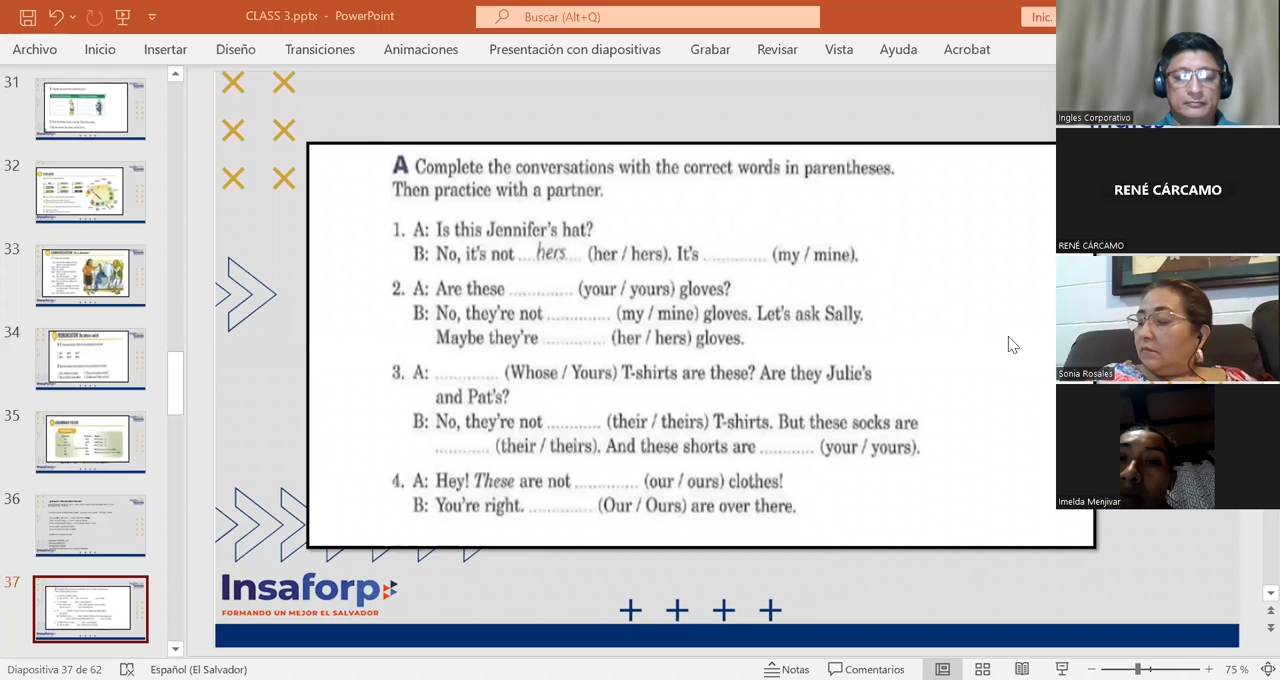 CLASS 3.pptx - PowerPoint
Buscar (Alt+Q)
Inic.
Archivo Inicio Insertar Diseño Transiciones Animaciones Presentación con diapositivas Grabar Revisar Vista Ayuda Acrobat
31
32
33
34
35
36
37
A Complete the conversations with the correct words in parentheses.
Then practice with a partner.
1. A: Is this Jennifer's hat?
B: No, it's not ....hers.... (her / hers). It's ............ (my / mine).
2. A: Are these ............ (your / yours) gloves?
B: No, they're not ............ (my / mine) gloves. Let's ask Sally.
Maybe they're ............ (her / hers) gloves.
3. A: ............ (Whose / Yours) T-shirts are these? Are they Julie's
and Pat's?
B: No, they're not ............ (their / theirs) T-shirts. But these socks are
............ (their / theirs). And these shorts are ............ (your / yours).
4. A: Hey! These are not ............ (our / ours) clothes!
B: You're right. ............ (Our / Ours) are over there.
Insaforp
FORMANDO UN MEJOR EL SALVADOR
Ingles Corporativo
RENÉ CÁRCAMO
RENÉ CÁRCAMO
Sonia Rosales
Imelda Menjivar
Diapositiva 37 de 62 Español (El Salvador) Notas Comentarios 75 %